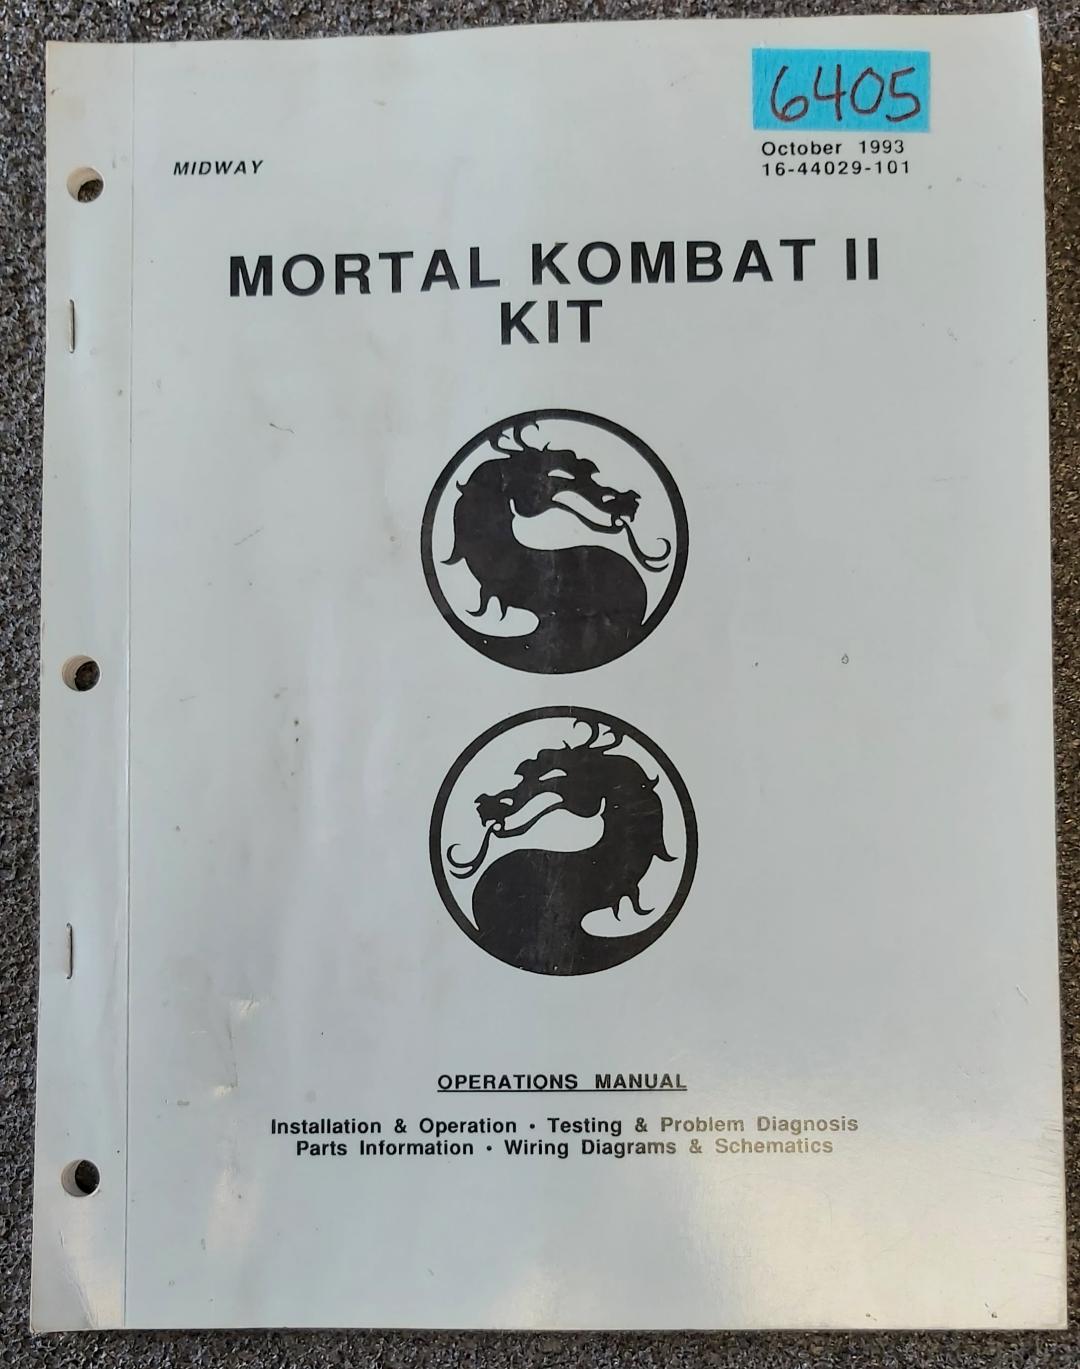 6405
October 1993
16-44029-101
MIDWAY
MORTAL KOMBAT II
KIT
OPERATIONS MANUAL
Installation & Operation • Testing & Problem Diagnosis
Parts Information • Wiring Diagrams & Schematics